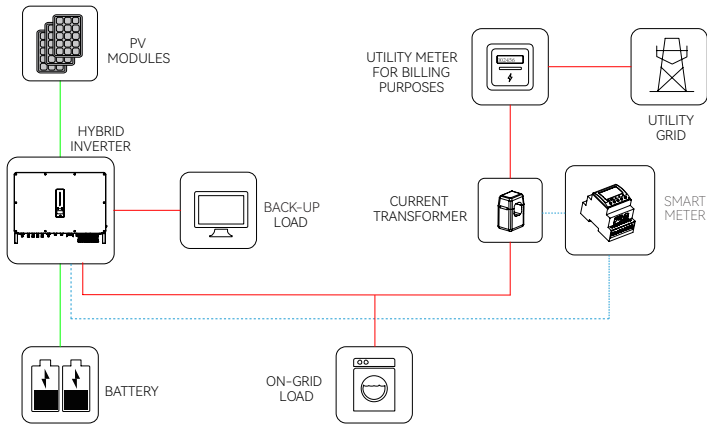 PV
MODULES
UTILITY METER
FOR BILLING
PURPOSES
UTILITY
GRID
HYBRID
INVERTER
BACK-UP
LOAD
CURRENT
TRANSFORMER
SMART
METER
BATTERY
ON-GRID
LOAD